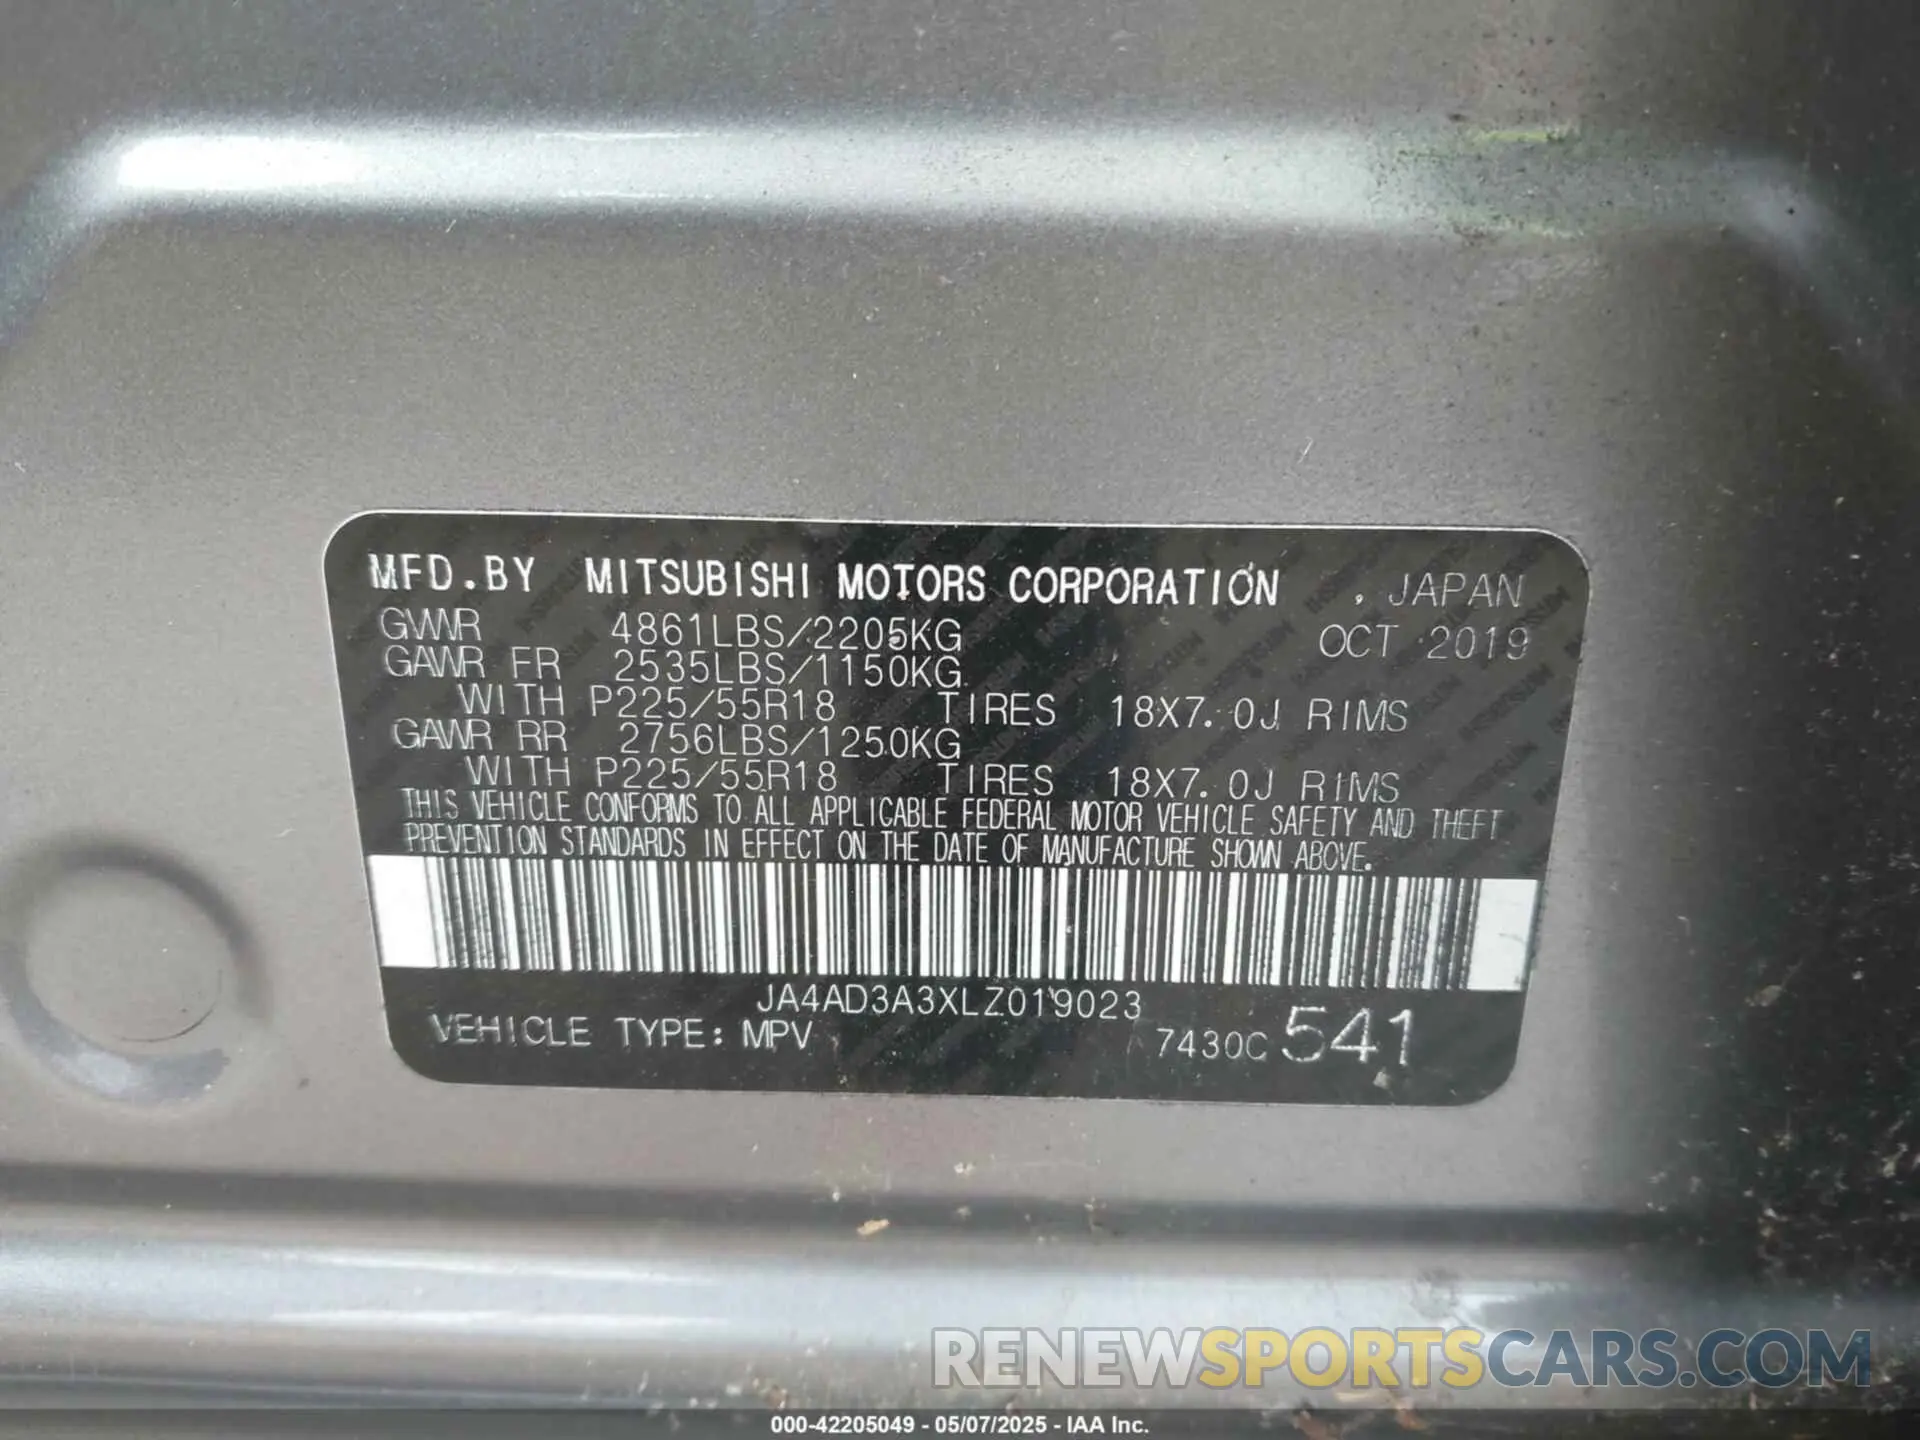 MFD.BY MITSUBISHI MOTORS CORPORATION , JAPAN
GVWR 4861LBS/2205KG OCT 2019
GAWR FR 2535LBS/1150KG
WITH P225/55R18 TIRES 18X7.0J RIMS
GAWR RR 2756LBS/1250KG
WITH P225/55R18 TIRES 18X7.0J RIMS
THIS VEHICLE CONFORMS TO ALL APPLICABLE FEDERAL MOTOR VEHICLE SAFETY AND THEFT
PREVENTION STANDARDS IN EFFECT ON THE DATE OF MANUFACTURE SHOWN ABOVE.
JA4AD3A3XLZ019023
VEHICLE TYPE: MPV 7430C 541
RENEWSPORTSCARS.COM
000-42205049 - 05/07/2025 - IAA Inc.